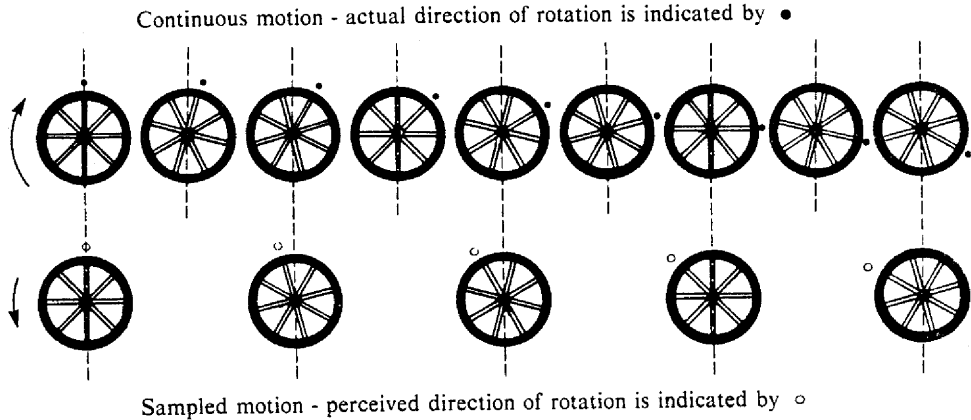 Continuous motion - actual direction of rotation is indicated by ●
Sampled motion - perceived direction of rotation is indicated by ○